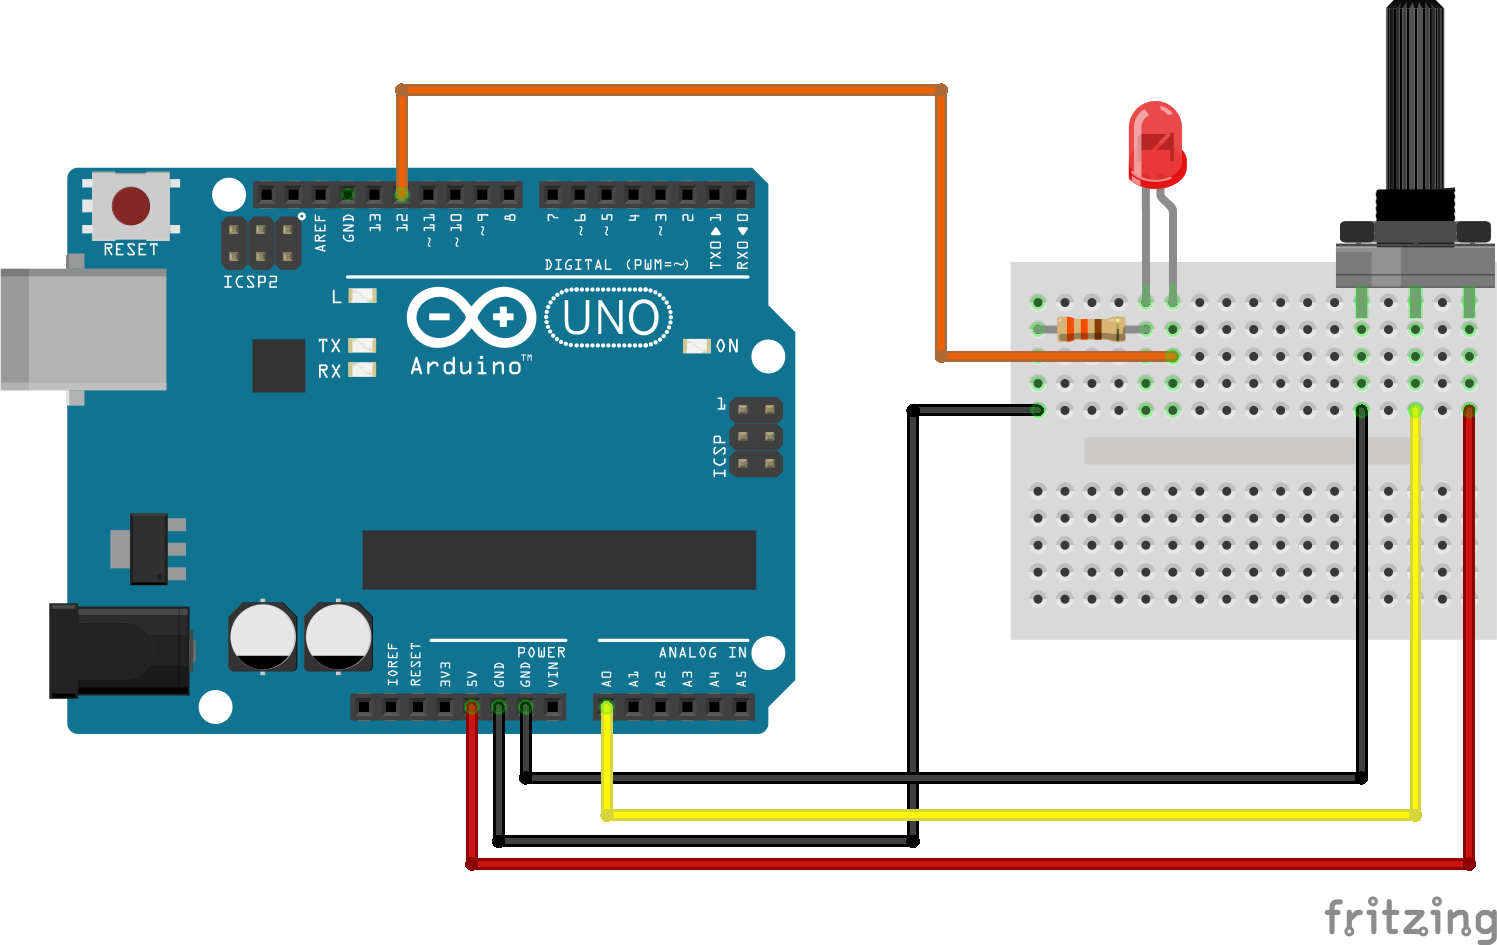 RESET
ICSP2
AREF
GND
13
12
~11
~10
~9
8
7
~6
~5
4
~3
2
TX0▶1
RX0◀0
DIGITAL (PWM=~)
L
TX
RX
UNO
Arduino™
ON
1
ICSP
POWER
ANALOG IN
IOREF
RESET
3V3
5V
GND
GND
VIN
A0
A1
A2
A3
A4
A5
fritzing